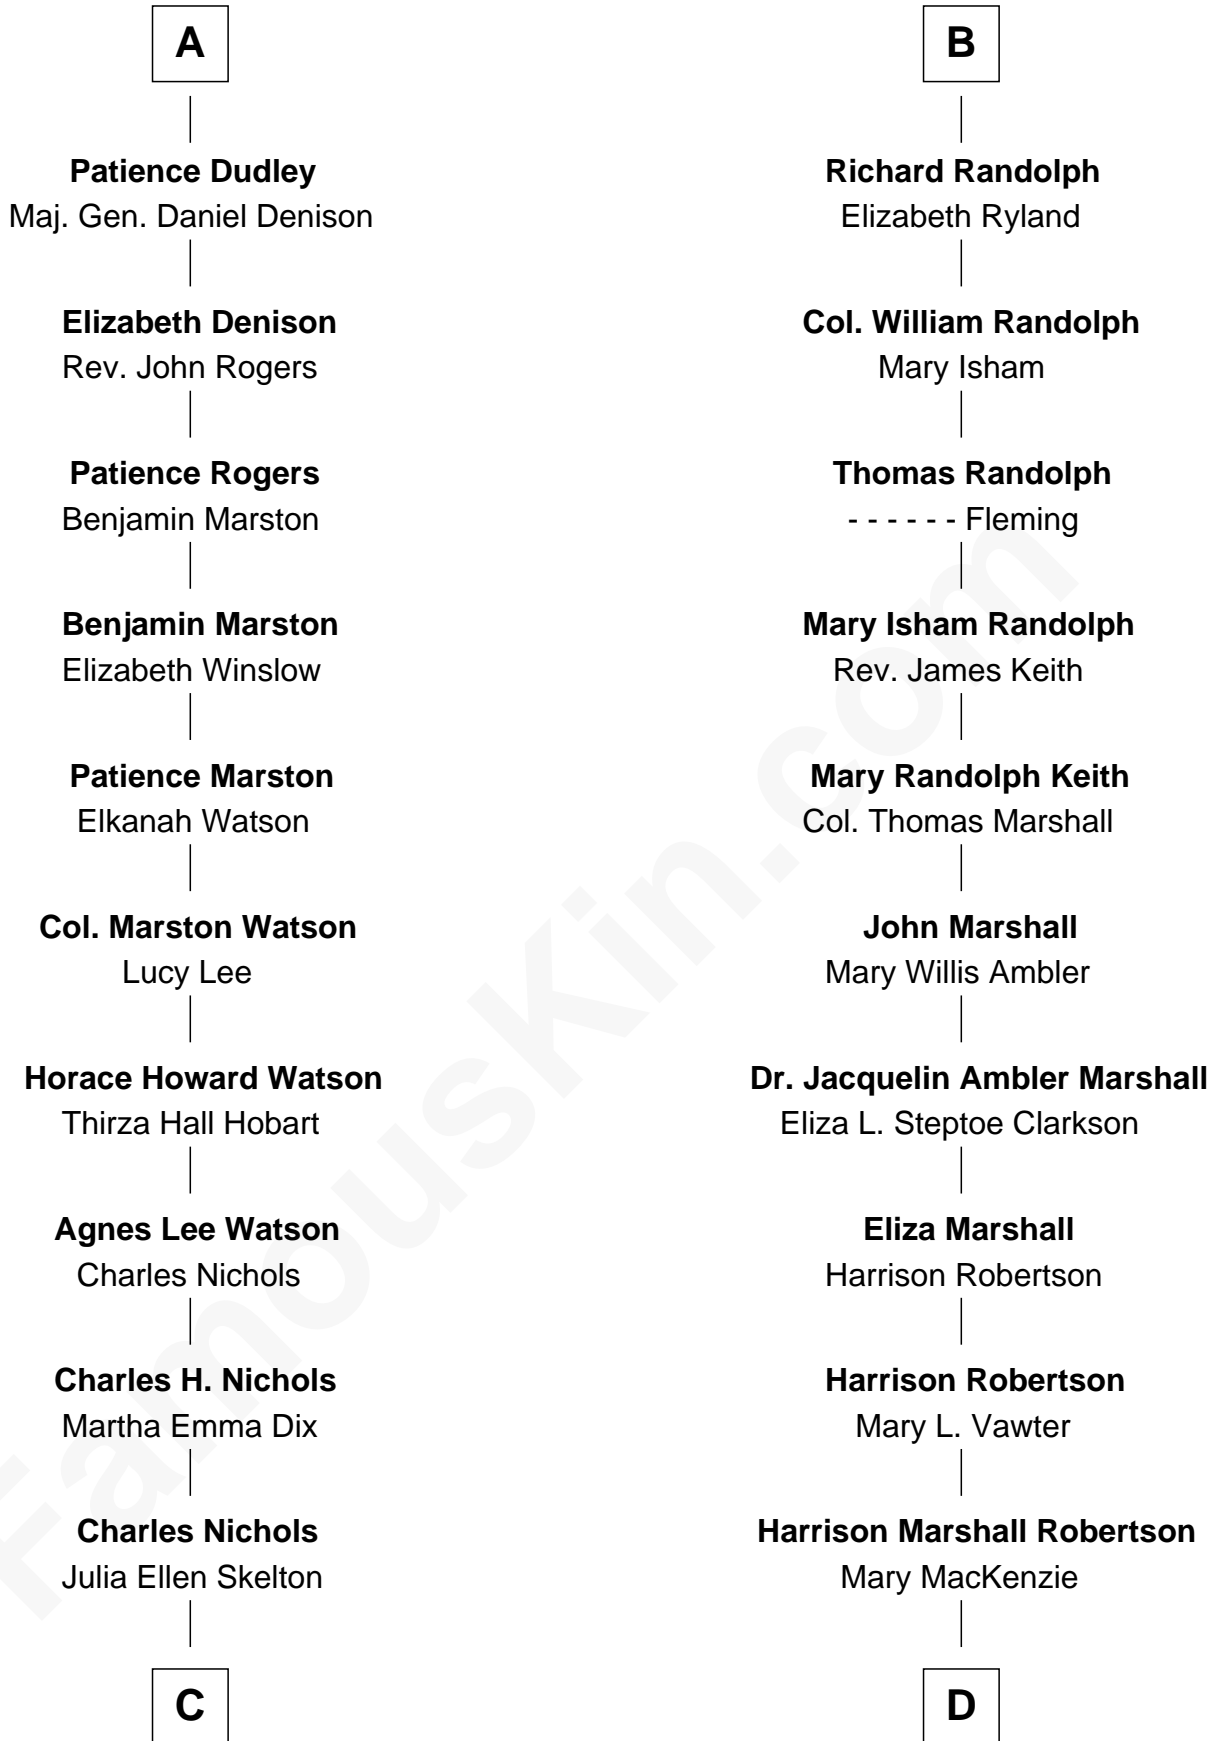 A
Patience Dudley
Maj. Gen. Daniel Denison
Elizabeth Denison
Rev. John Rogers
Patience Rogers
Benjamin Marston
Benjamin Marston
Elizabeth Winslow
Patience Marston
Elkanah Watson
Col. Marston Watson
Lucy Lee
Horace Howard Watson
Thirza Hall Hobart
Agnes Lee Watson
Charles Nichols
Charles H. Nichols
Martha Emma Dix
Charles Nichols
Julia Ellen Skelton
C
B
Richard Randolph
Elizabeth Ryland
Col. William Randolph
Mary Isham
Thomas Randolph
- - - - - - Fleming
Mary Isham Randolph
Rev. James Keith
Mary Randolph Keith
Col. Thomas Marshall
John Marshall
Mary Willis Ambler
Dr. Jacquelin Ambler Marshall
Eliza L. Steptoe Clarkson
Eliza Marshall
Harrison Robertson
Harrison Robertson
Mary L. Vawter
Harrison Marshall Robertson
Mary MacKenzie
D
FamousKin.com